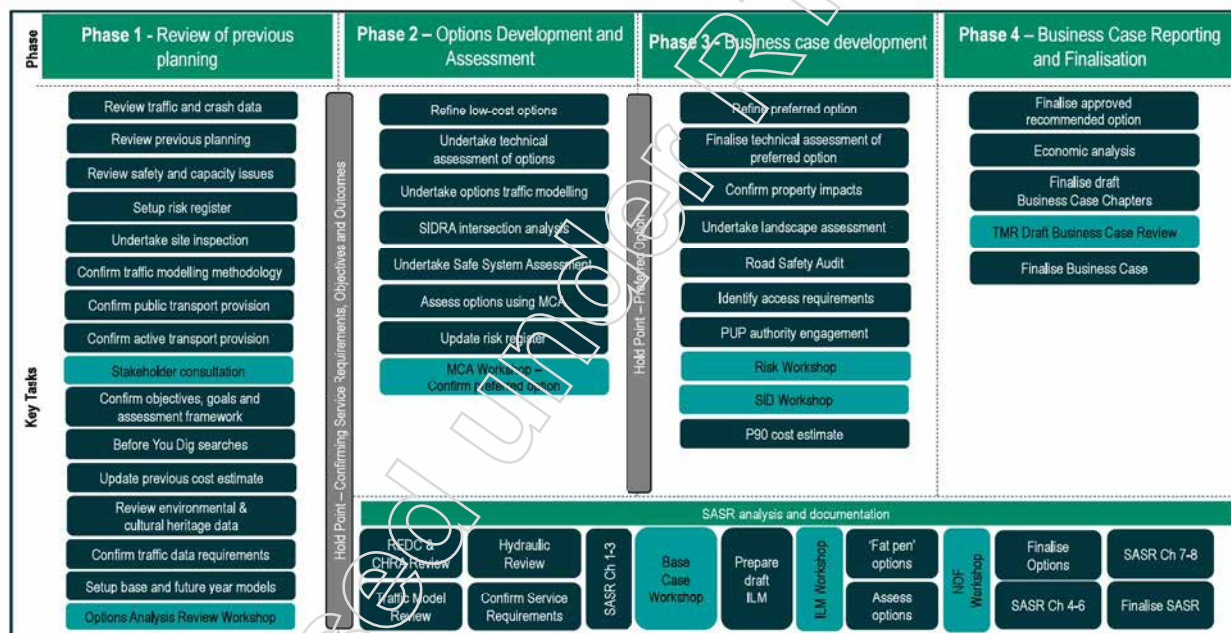 Phase
Phase 1 - Review of previous
planning
Phase 2 – Options Development and
Assessment
Phase 3 - Business case development
Phase 4 – Business Case Reporting
and Finalisation
Key Tasks
Review traffic and crash data
Review previous planning
Review safety and capacity issues
Setup risk register
Undertake site inspection
Confirm traffic modelling methodology
Confirm public transport provision
Confirm active transport provision
Stakeholder consultation
Confirm objectives, goals and
assessment framework
Before You Dig searches
Update previous cost estimate
Review environmental &
cultural heritage data
Confirm traffic data requirements
Setup base and future year models
Options Analysis Review Workshop
Hold Point – Confirming Service Requirements, Objectives and Outcomes
Refine low-cost options
Undertake technical
assessment of options
Undertake options traffic modelling
SIDRA intersection analysis
Undertake Safe System Assessment
Assess options using MCA
Update risk register
MCA Workshop –
Confirm preferred option
Hold Point – Preferred Option
Refine preferred option
Finalise technical assessment of
preferred option
Confirm property impacts
Undertake landscape assessment
Road Safety Audit
Identify access requirements
PUP authority engagement
Risk Workshop
SID Workshop
P90 cost estimate
Finalise approved
recommended option
Economic analysis
Finalise draft
Business Case Chapters
TMR Draft Business Case Review
Finalise Business Case
SASR analysis and documentation
REDC &
CHRA Review
Traffic Model
Review
Hydraulic
Review
Confirm Service
Requirements
SASR Ch 1-3
Base
Case
Workshop
Prepare
draft
ILM
ILM Workshop
'Fat pen'
options
Assess
options
NOF
Workshop
Finalise
Options
SASR Ch 4-6
SASR Ch 7-8
Finalise SASR
under